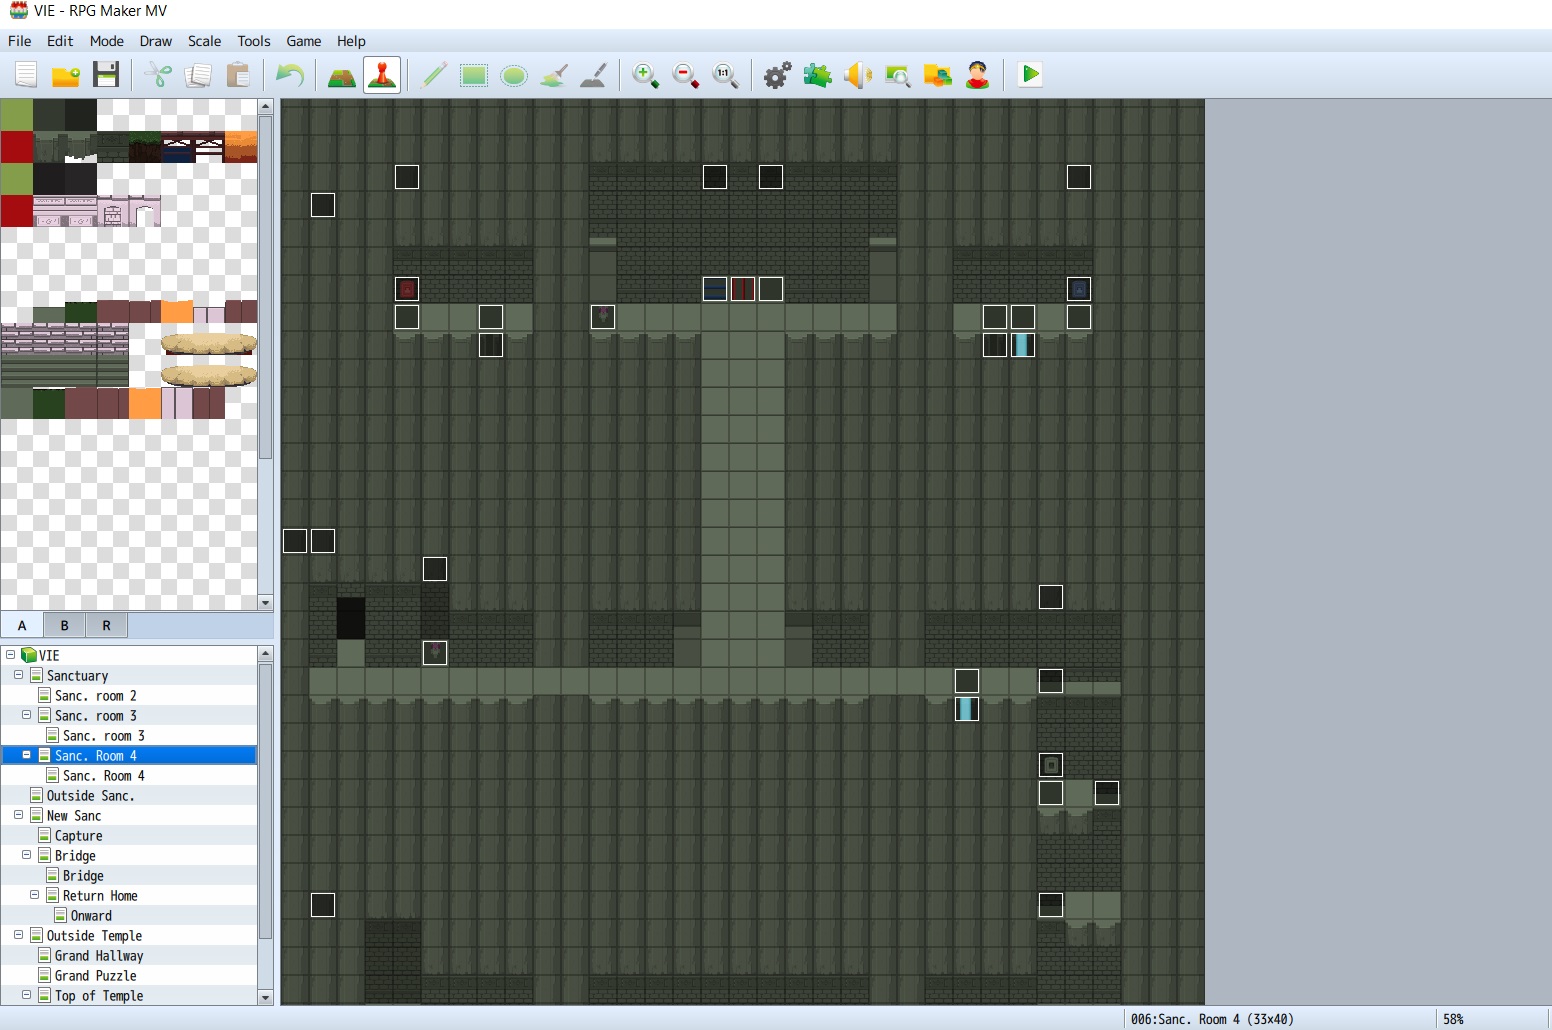 VIE - RPG Maker MV
File Edit Mode Draw Scale Tools Game Help
1:1
A B R
VIE
Sanctuary
Sanc. room 2
Sanc. room 3
Sanc. room 3
Sanc. Room 4
Sanc. Room 4
Outside Sanc.
New Sanc
Capture
Bridge
Bridge
Return Home
Onward
Outside Temple
Grand Hallway
Grand Puzzle
Top of Temple
006:Sanc. Room 4 (33×40) 58%